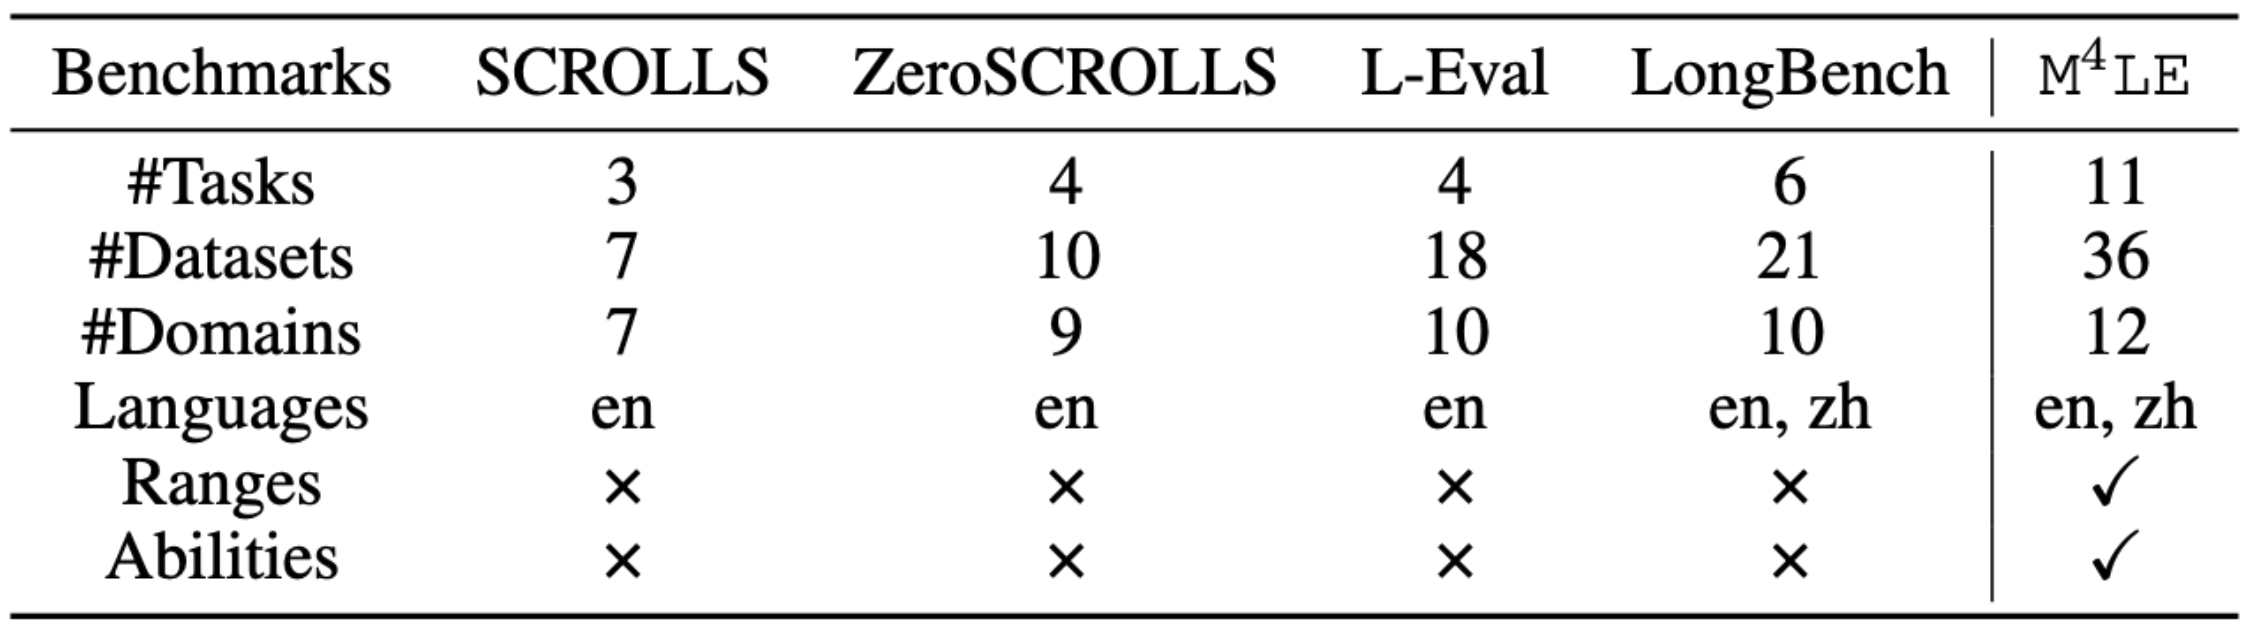 Benchmarks SCROLLS ZeroSCROLLS L-Eval LongBench M⁴LE
#Tasks 3 4 4 6 11
#Datasets 7 10 18 21 36
#Domains 7 9 10 10 12
Languages en en en en, zh en, zh
Ranges × × × × ✓
Abilities × × × × ✓